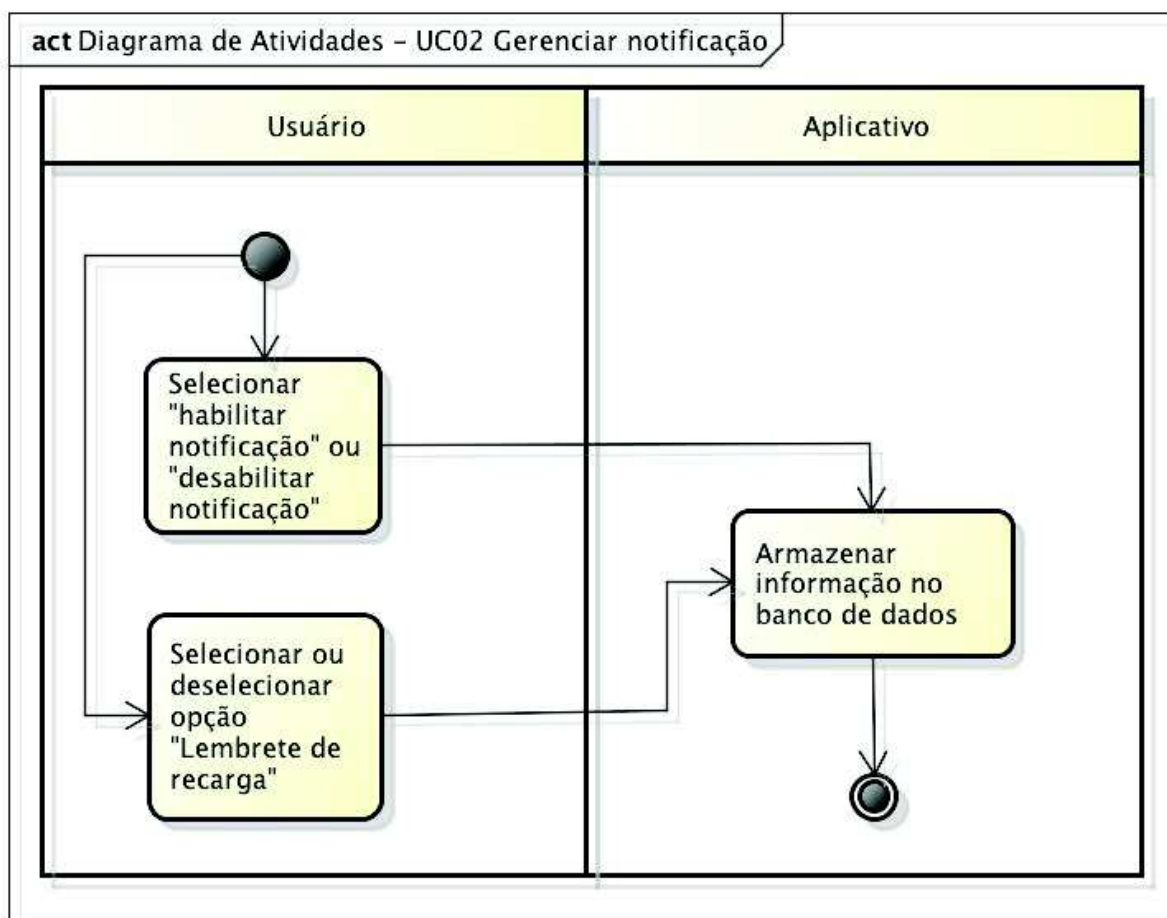 act Diagrama de Atividades – UC02 Gerenciar notificação
Usuário
Aplicativo
Selecionar
"habilitar
notificação" ou
"desabilitar
notificação"
Armazenar
informação no
banco de dados
Selecionar ou
deselecionar
opção
"Lembrete de
recarga"